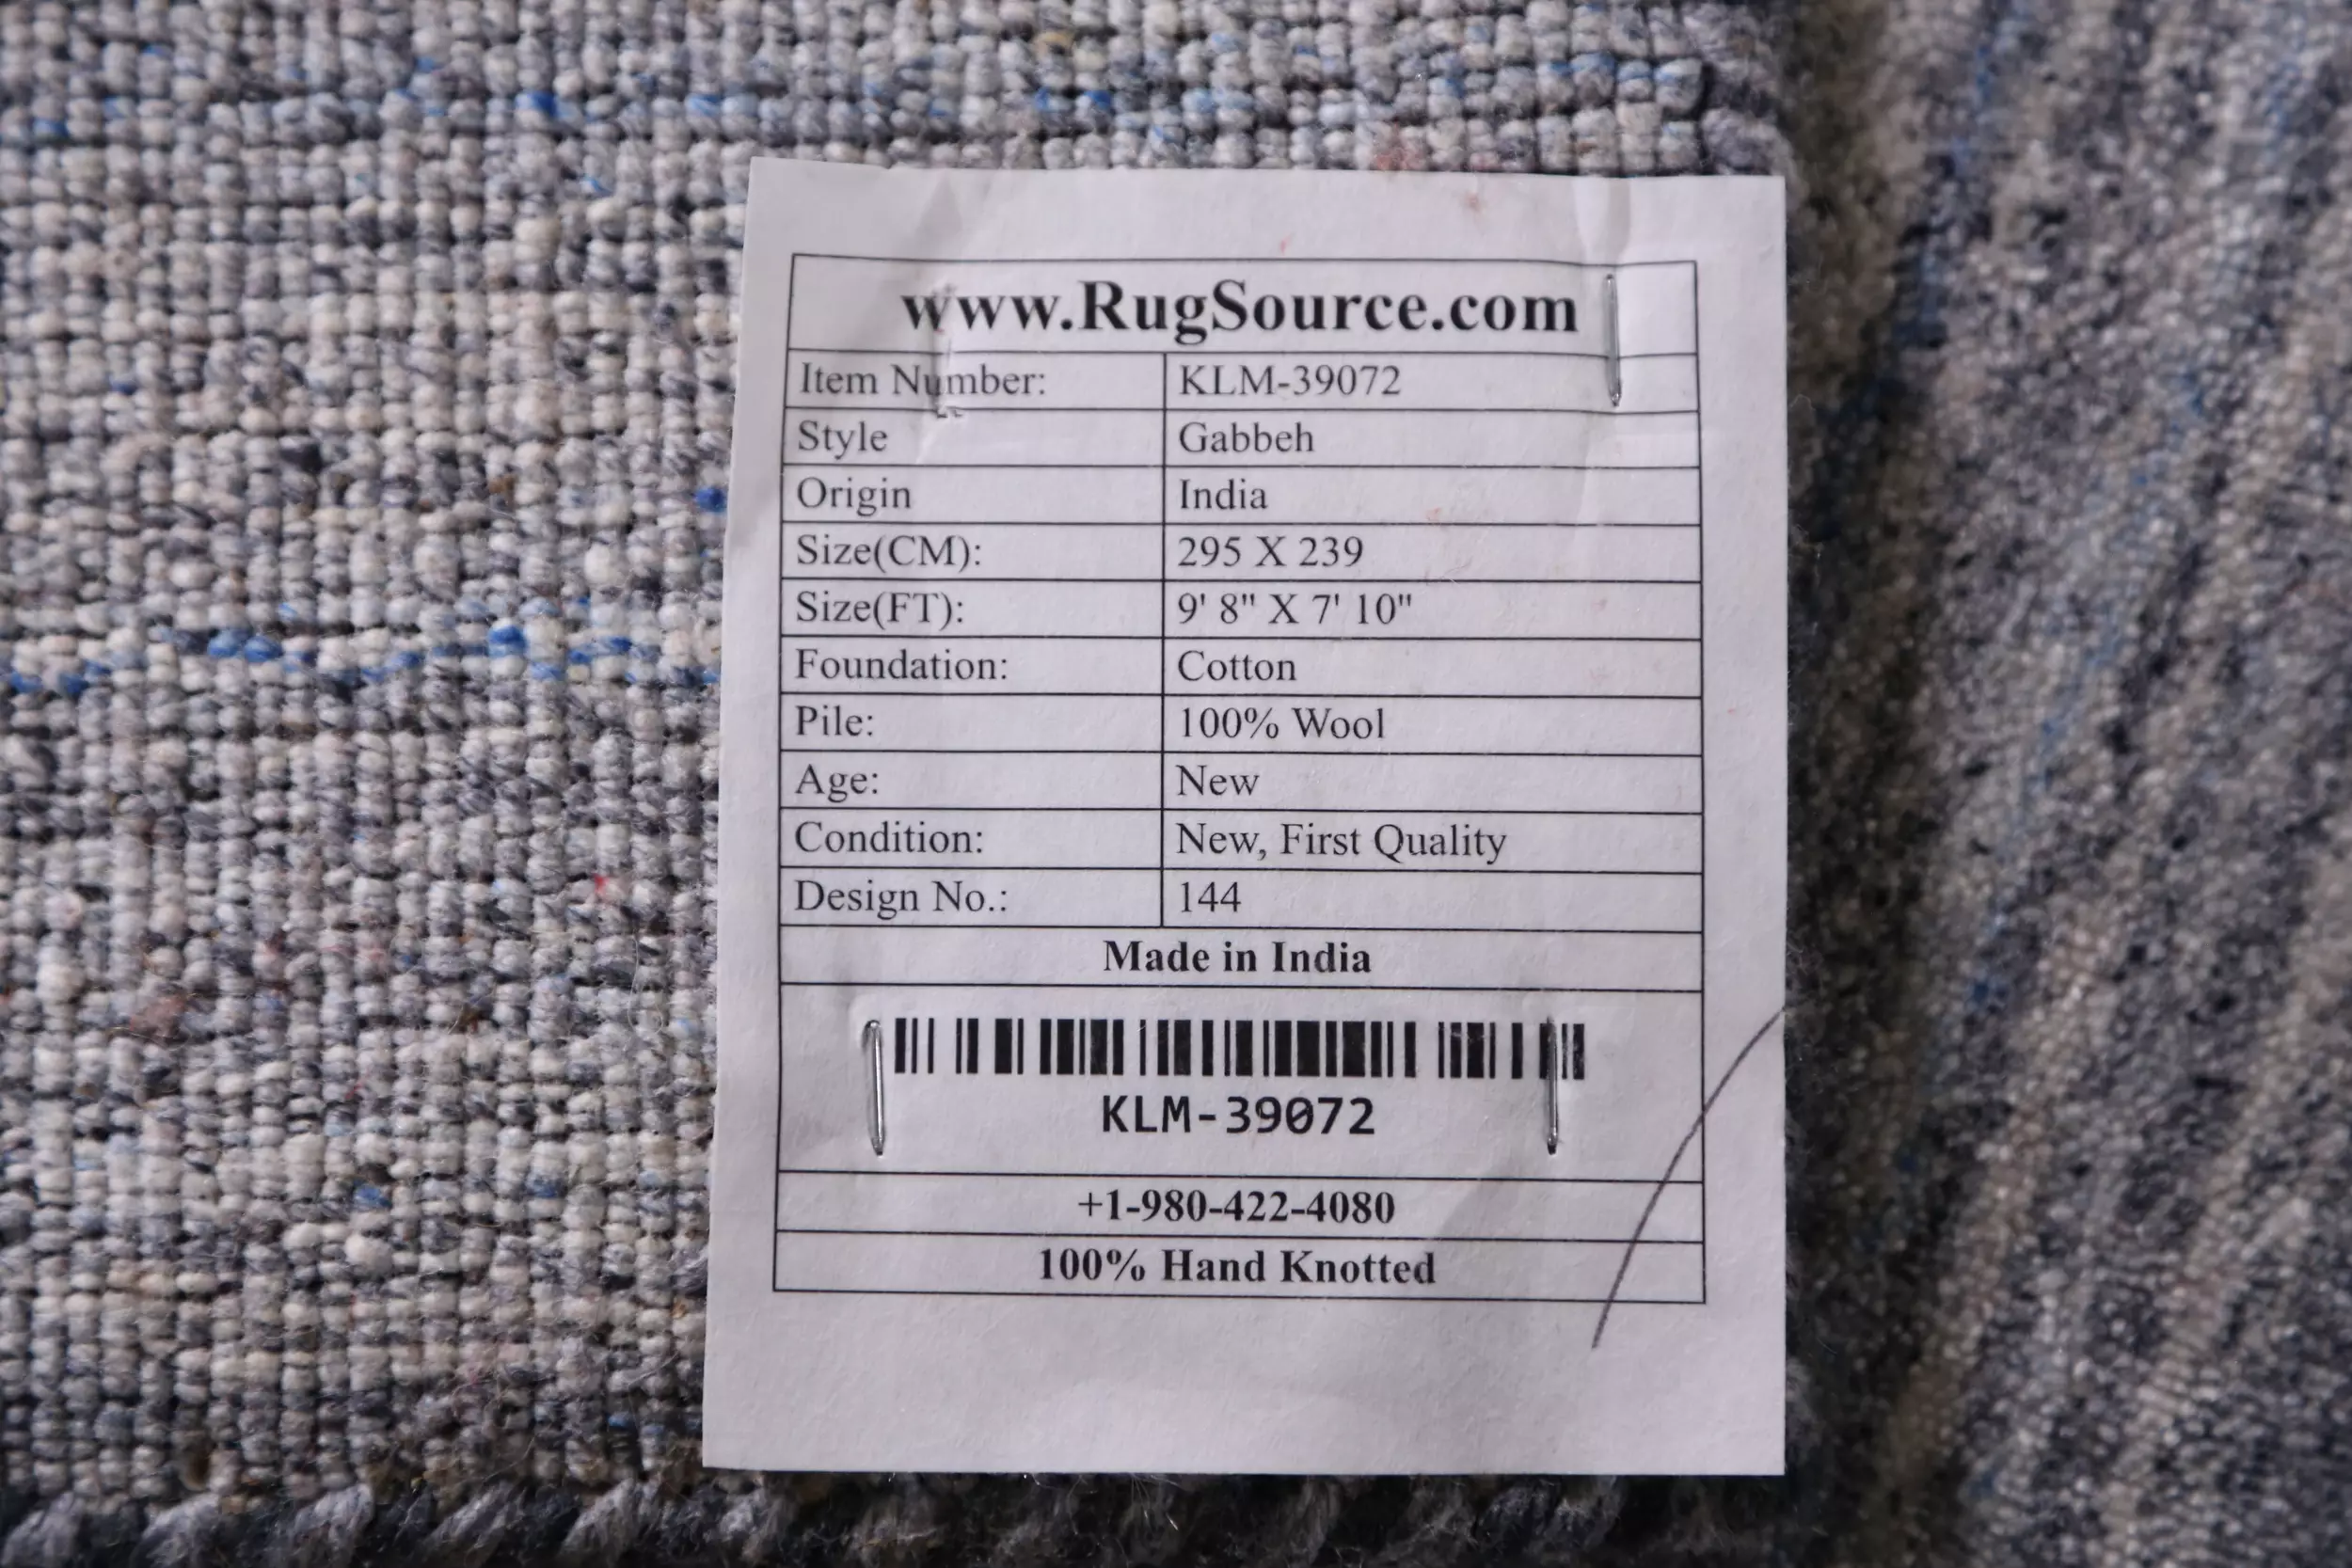 www.RugSource.com
Item Number: KLM-39072
Style Gabbeh
Origin India
Size(CM): 295 X 239
Size(FT): 9' 8" X 7' 10"
Foundation: Cotton
Pile: 100% Wool
Age: New
Condition: New, First Quality
Design No.: 144
Made in India
KLM-39072
+1-980-422-4080
100% Hand Knotted